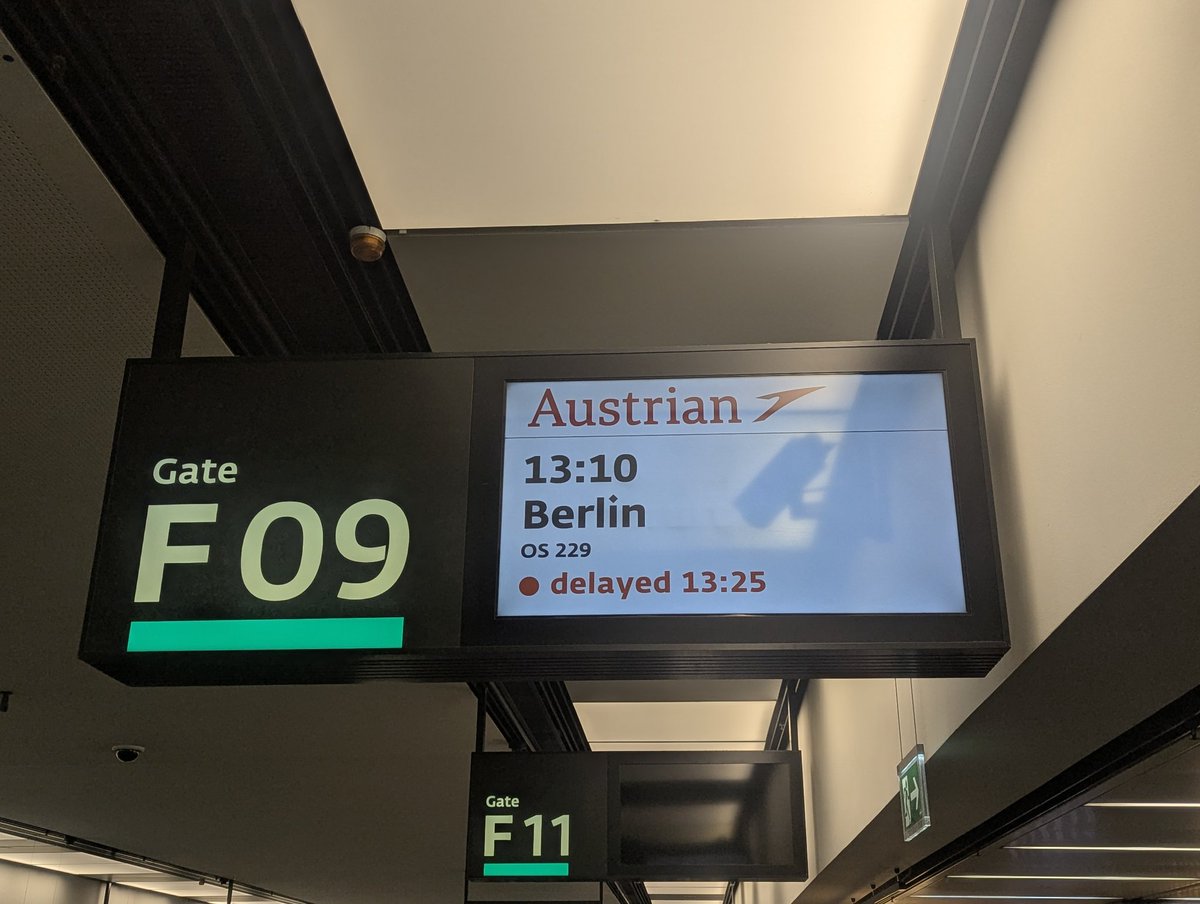 Gate
F 09
Austrian
13:10
Berlin
OS 229
delayed 13:25
Gate
F 11